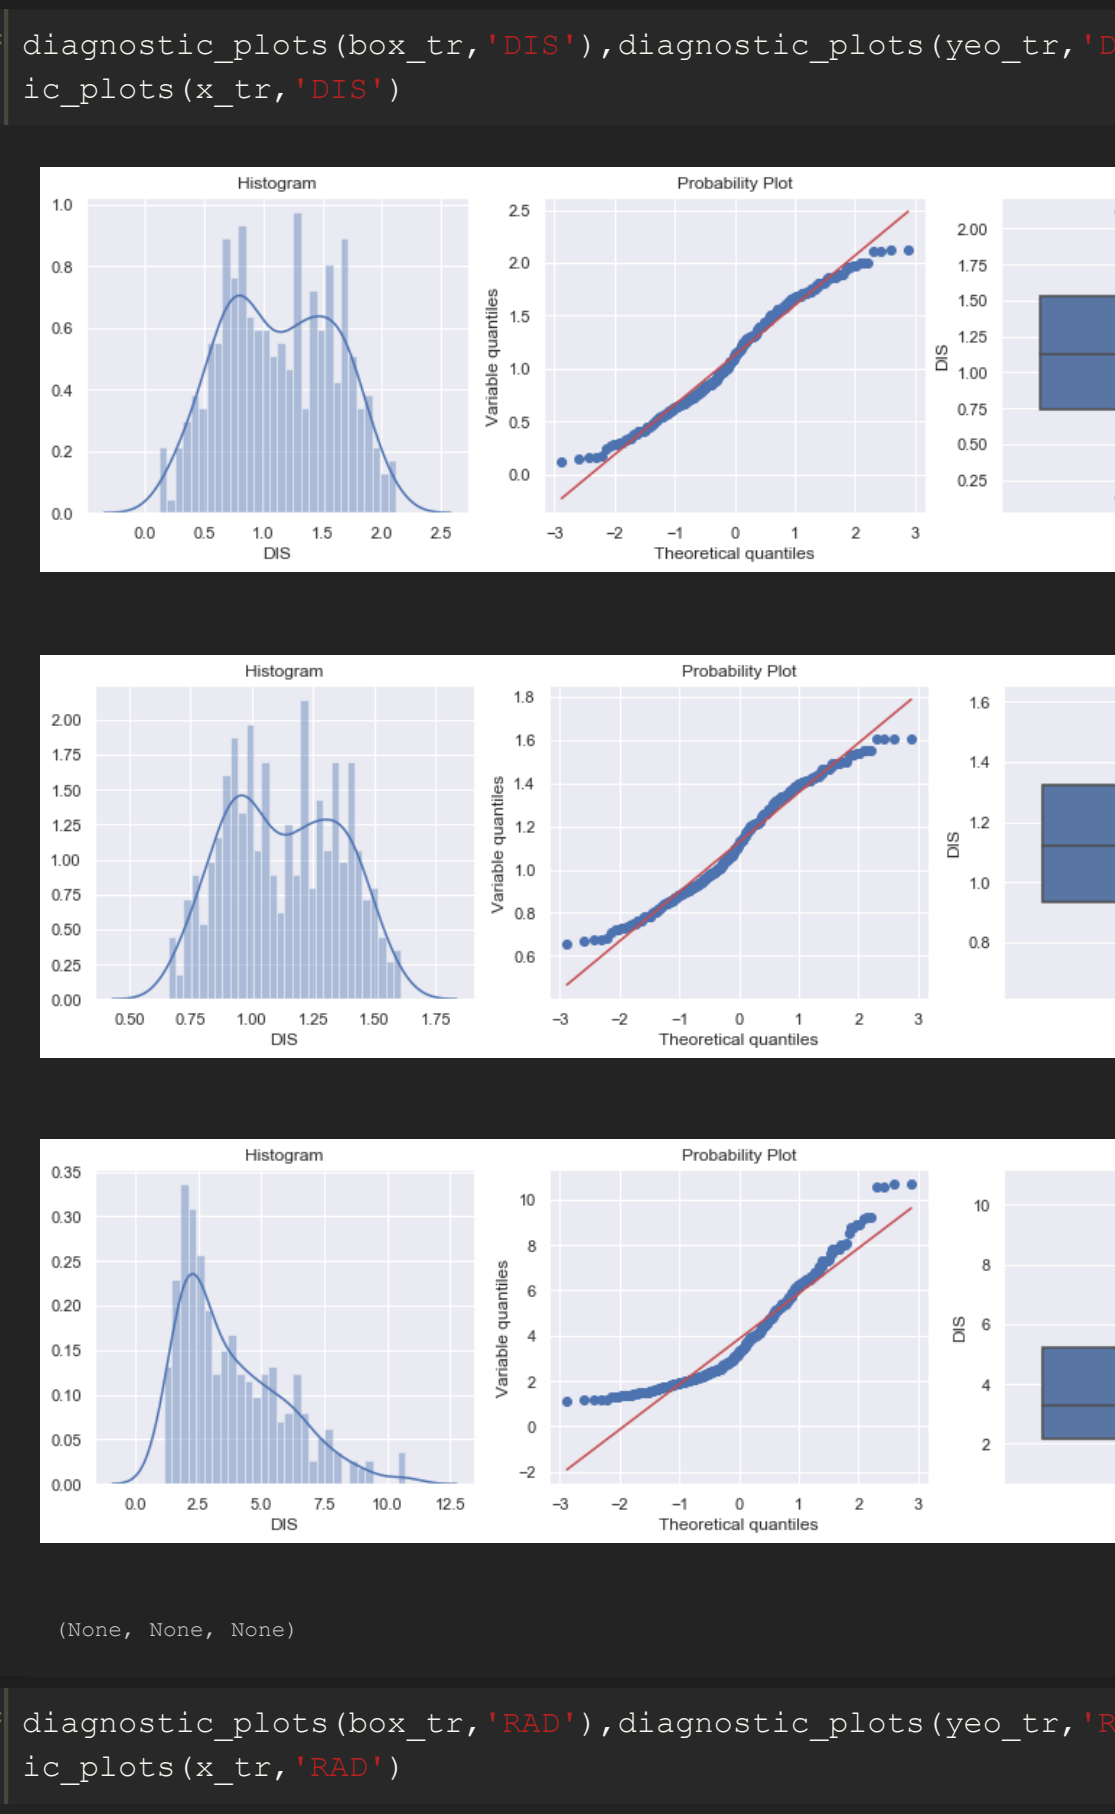 diagnostic_plots(box_tr,'DIS'),diagnostic_plots(yeo_tr,'D
ic_plots(x_tr,'DIS')
Histogram
Probability Plot
1.0
0.8
0.6
0.4
0.2
0.0
0.0 0.5 1.0 1.5 2.0 2.5
DIS
Variable quantiles
2.5
2.0
1.5
1.0
0.5
0.0
−3 −2 −1 0 1 2 3
Theoretical quantiles
DIS
2.00
1.75
1.50
1.25
1.00
0.75
0.50
0.25
Histogram
Probability Plot
2.00
1.75
1.50
1.25
1.00
0.75
0.50
0.25
0.00
0.50 0.75 1.00 1.25 1.50 1.75
DIS
Variable quantiles
1.8
1.6
1.4
1.2
1.0
0.8
0.6
−3 −2 −1 0 1 2 3
Theoretical quantiles
DIS
1.6
1.4
1.2
1.0
0.8
Histogram
Probability Plot
0.35
0.30
0.25
0.20
0.15
0.10
0.05
0.00
0.0 2.5 5.0 7.5 10.0 12.5
DIS
Variable quantiles
10
8
6
4
2
0
−2
−3 −2 −1 0 1 2 3
Theoretical quantiles
DIS
10
8
6
4
2
(None, None, None)
diagnostic_plots(box_tr,'RAD'),diagnostic_plots(yeo_tr,'R
ic_plots(x_tr,'RAD')